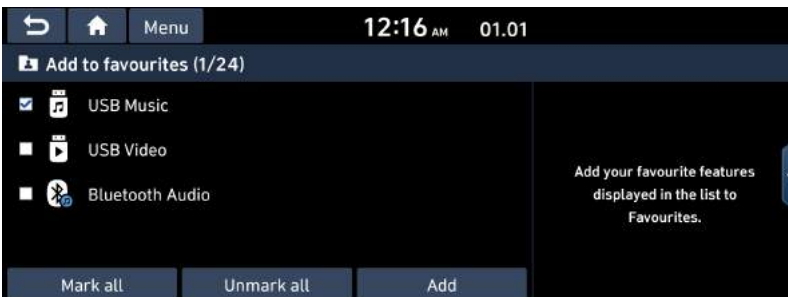 Menu 12:16 AM 01.01
Add to favourites (1/24)
USB Music
USB Video
Bluetooth Audio
Add your favourite features
displayed in the list to
Favourites.
Mark all Unmark all Add